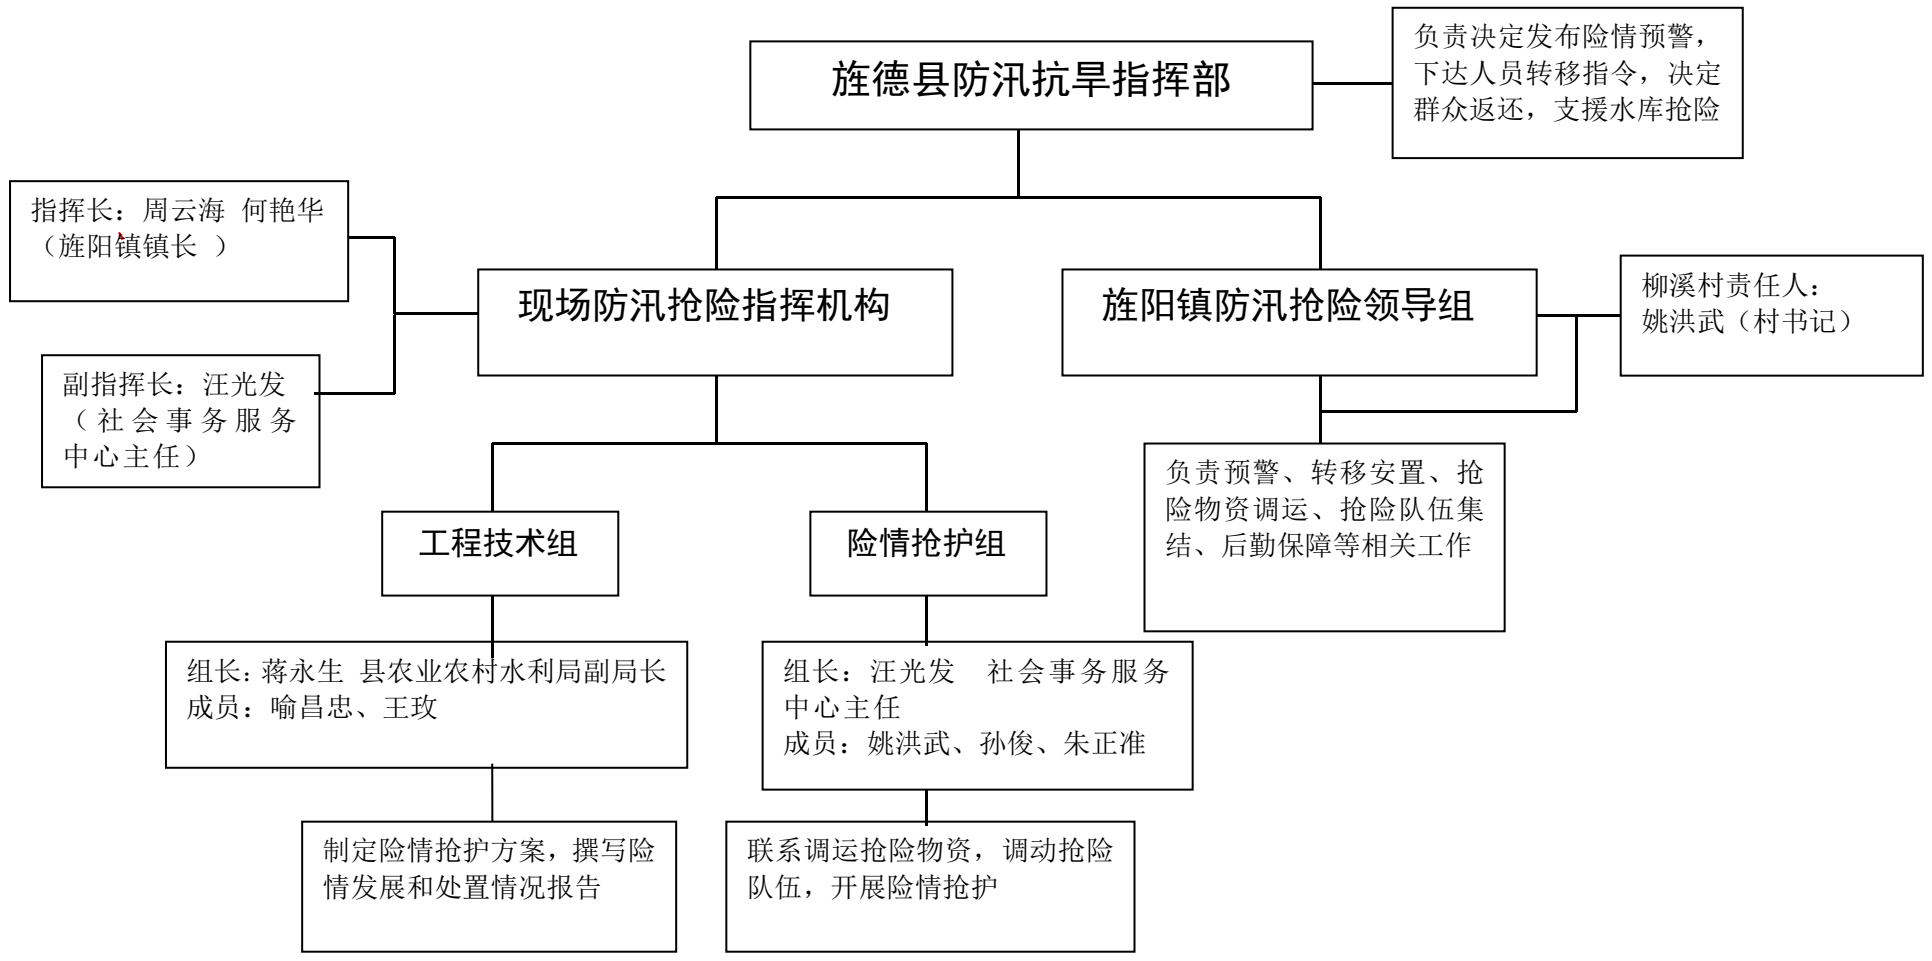 旌德县防汛抗旱指挥部
负责决定发布险情预警，
下达人员转移指令，决定
群众返还，支援水库抢险
指挥长：周云海 何艳华
（旌阳镇镇长 ）
现场防汛抢险指挥机构
旌阳镇防汛抢险领导组
柳溪村责任人：
姚洪武（村书记）
副指挥长：汪光发
（社会事务服务
中心主任）
工程技术组
险情抢护组
负责预警、转移安置、抢
险物资调运、抢险队伍集
结、后勤保障等相关工作
组长：蒋永生 县农业农村水利局副局长
成员：喻昌忠、王玫
组长：汪光发 社会事务服务
中心主任
成员：姚洪武、孙俊、朱正准
制定险情抢护方案，撰写险
情发展和处置情况报告
联系调运抢险物资，调动抢险
队伍，开展险情抢护